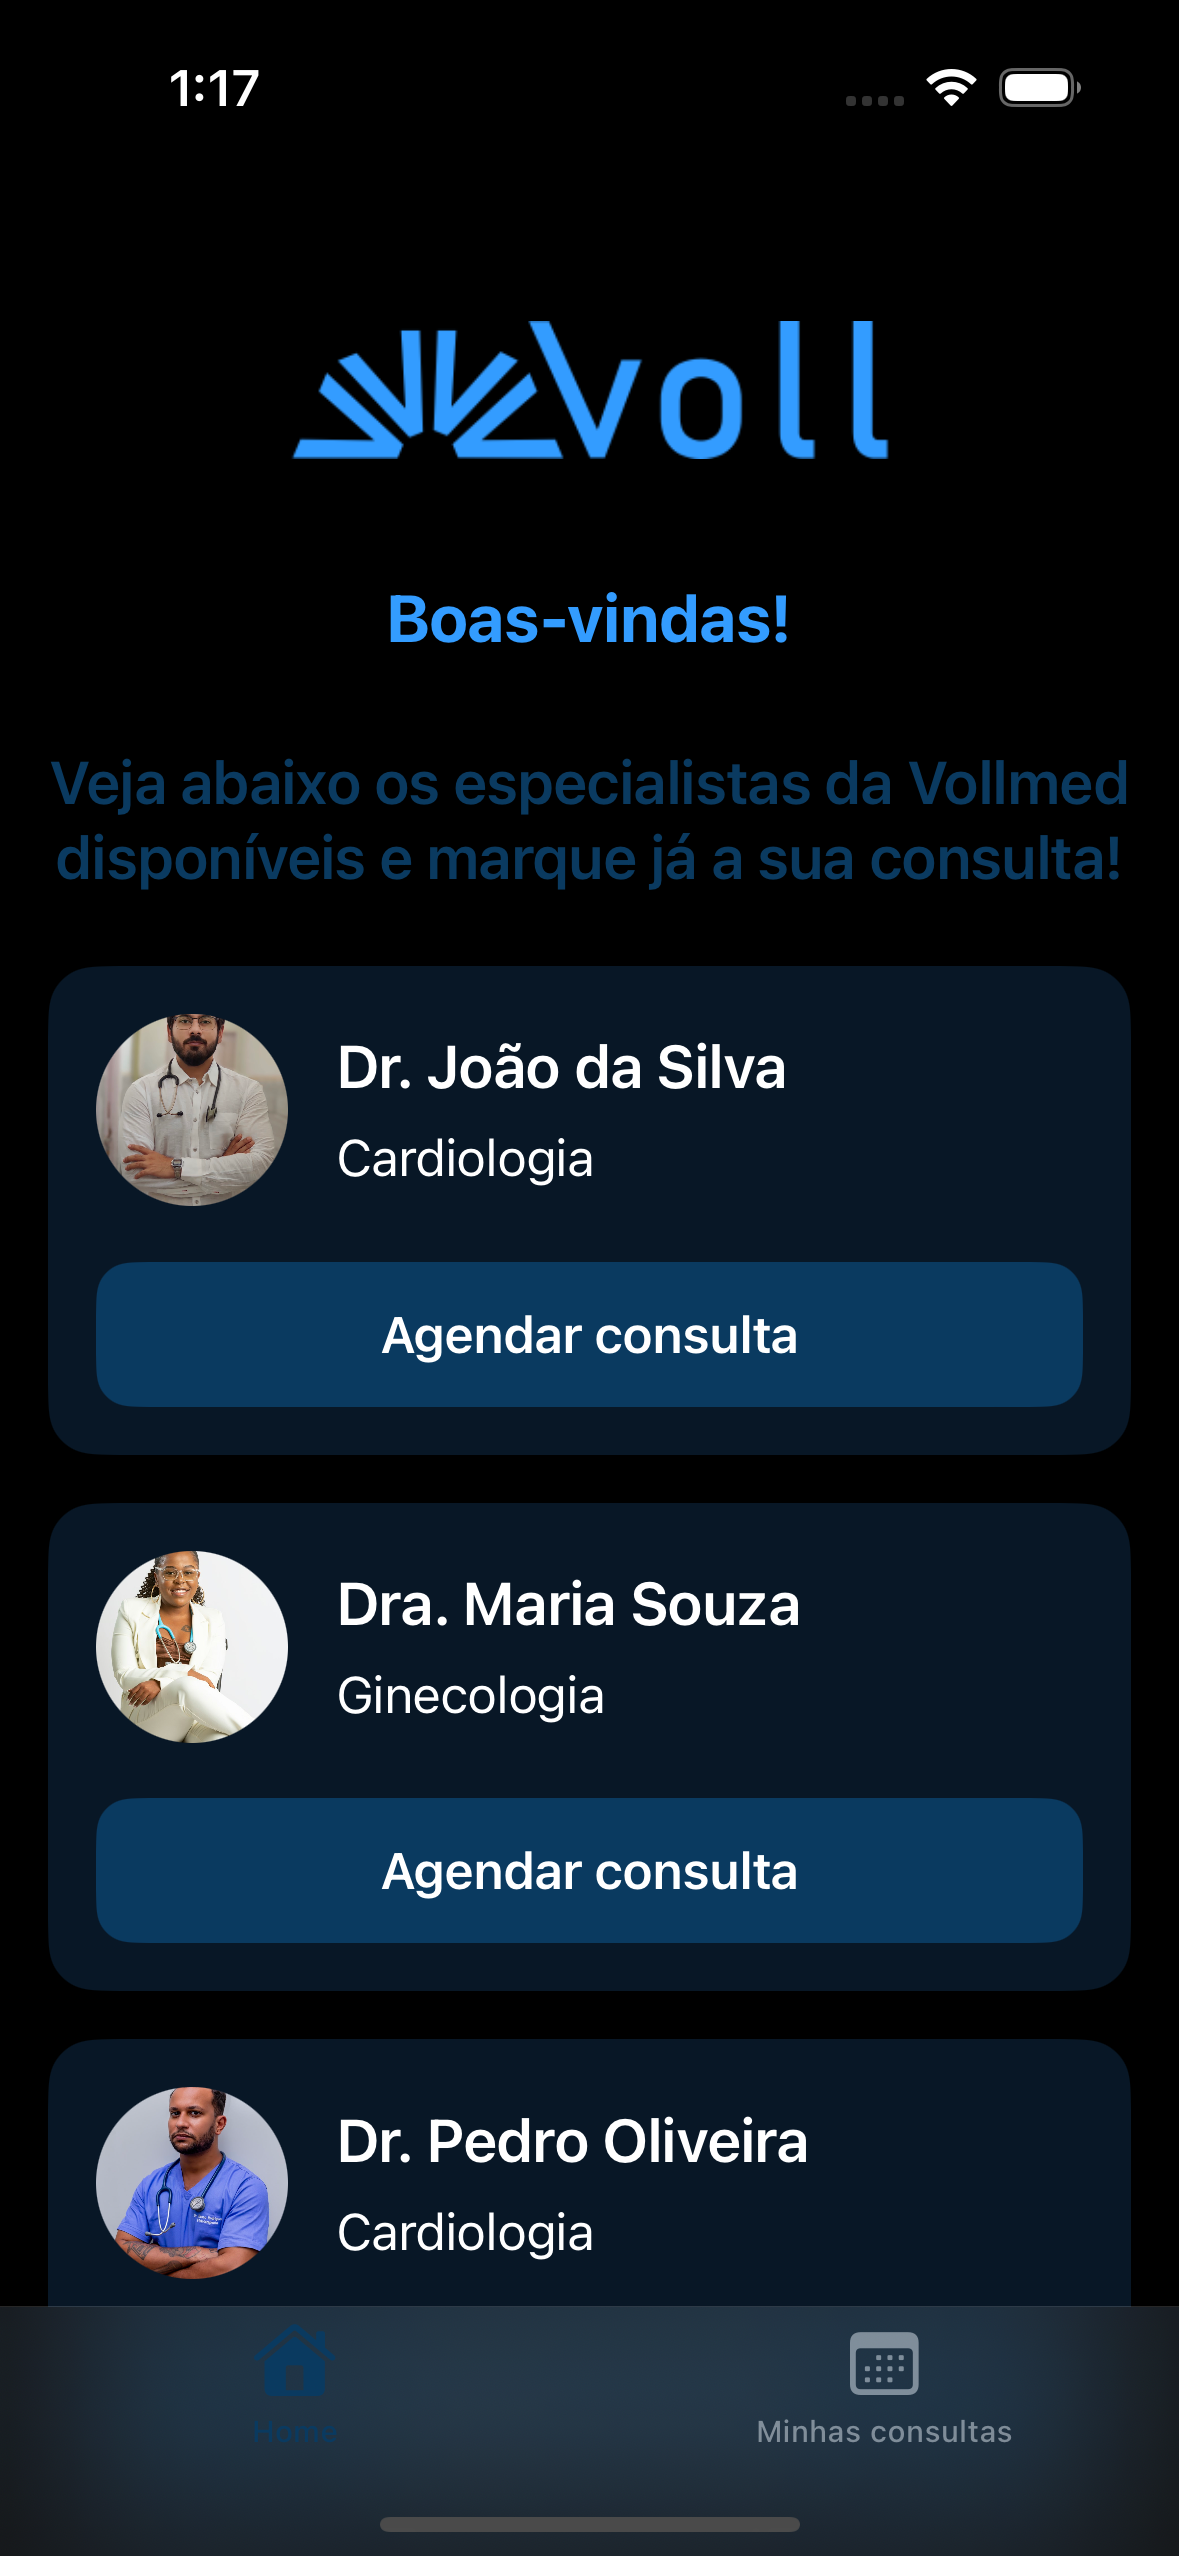 1:17
Voll
Boas-vindas!
Veja abaixo os especialistas da Vollmed
disponíveis e marque já a sua consulta!
Dr. João da Silva
Cardiologia
Agendar consulta
Dra. Maria Souza
Ginecologia
Agendar consulta
Dr. Pedro Oliveira
Cardiologia
Home
Minhas consultas